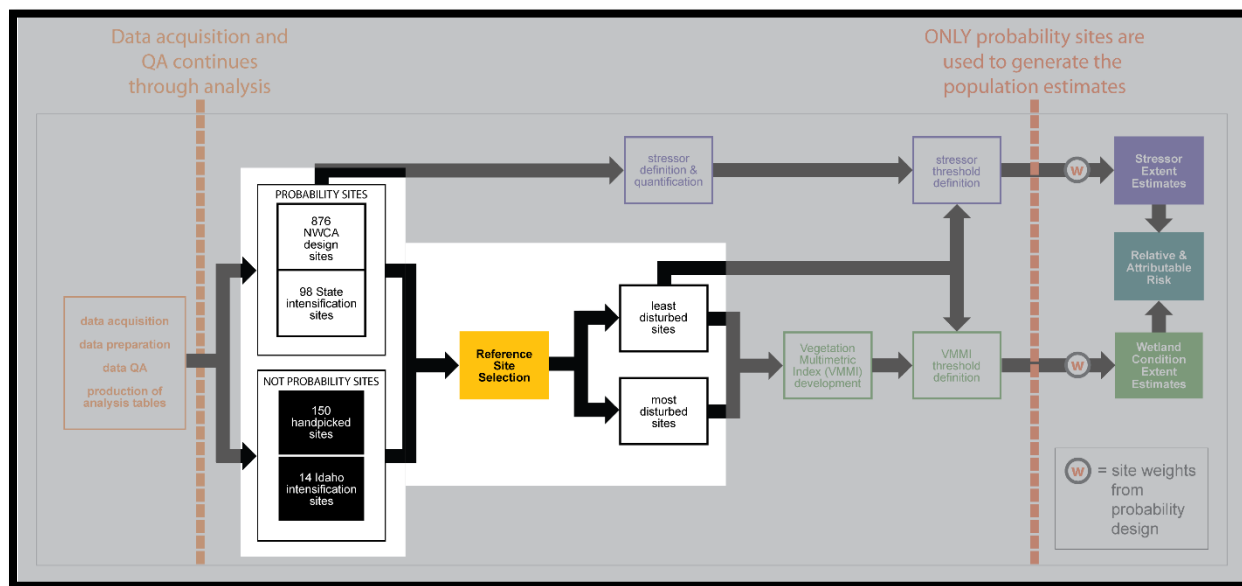 Data acquisition and
QA continues
through analysis
ONLY probability sites are
used to generate the
population estimates
data acquisition
data preparation
data QA
production of
analysis tables
PROBABILITY SITES
876
NWCA
design
sites
98 State
intensification
sites
NOT PROBABILITY SITES
150
handpicked
sites
14 Idaho
intensification
sites
Reference
Site
Selection
least
disturbed
sites
most
disturbed
sites
stressor
definition &
quantification
Vegetation
Multimetric
Index (VMMI)
development
stressor
threshold
definition
VMMI
threshold
definition
w
w
Stressor
Extent
Estimates
Relative &
Attributable
Risk
Wetland
Condition
Extent
Estimates
w = site weights
from
probability
design